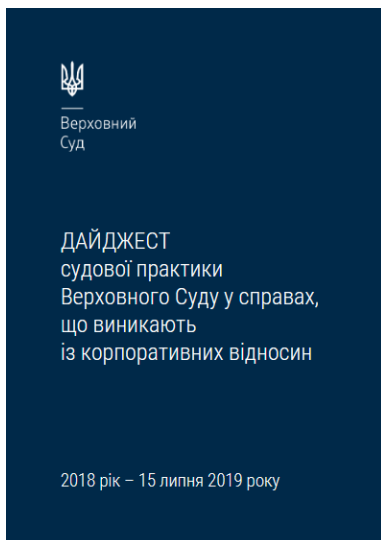 Верховний
Суд
ДАЙДЖЕСТ
судової практики
Верховного Суду у справах,
що виникають
із корпоративних відносин
2018 рік – 15 липня 2019 року